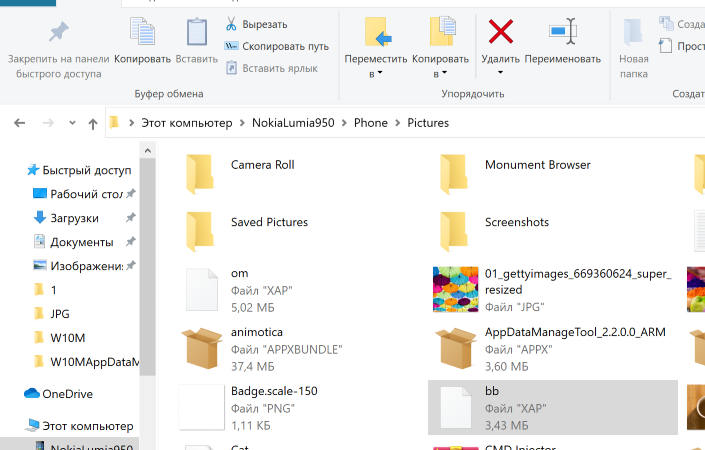 Вырезать
Скопировать путь
Вставить ярлык
Закрепить на панели
быстрого доступа
Копировать
Вставить
Переместить
в
Копировать
в
Удалить
Переименовать
Новая
папка
Созда
Прост
Буфер обмена
Упорядочить
Создат
Этот компьютер > NokiaLumia950 > Phone > Pictures
Быстрый доступ
Рабочий стол
Загрузки
Документы
Изображения
1
JPG
W10M
W10MAppDataM
OneDrive
Этот компьютер
NokiaLumia950
Camera Roll
Monument Browser
Saved Pictures
Screenshots
om
Файл "XAP"
5,02 МБ
01_gettyimages_669360624_super_
resized
Файл "JPG"
animotica
Файл "APPXBUNDLE"
37,4 МБ
AppDataManageTool_2.2.0.0_ARM
Файл "APPX"
3,60 МБ
Badge.scale-150
Файл "PNG"
1,11 КБ
bb
Файл "XAP"
3,43 МБ
Cat
CMD Injector